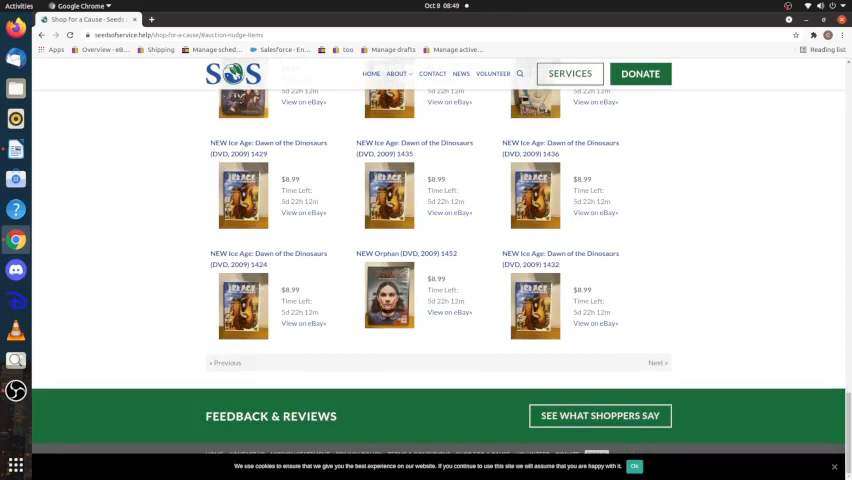 Activities
Google Chrome
Oct 8 08:49
Shop for a Cause - Seeds
seedsofservice.help/shop-for-a-cause/#auction-nudge-items
Apps
Overview - eB...
Shipping
Manage sched...
Salesforce - En...
too
Manage drafts
Manage active...
Reading list
SOS
HOME
ABOUT
CONTACT
NEWS
VOLUNTEER
SERVICES
DONATE
5d 22h 12m
View on eBay»
5d 22h 12m
View on eBay»
5d 22h 12m
View on eBay»
NEW Ice Age: Dawn of the Dinosaurs
(DVD, 2009) 1429
$8.99
Time Left:
5d 22h 12m
View on eBay»
NEW Ice Age: Dawn of the Dinosaurs
(DVD, 2009) 1435
$8.99
Time Left:
5d 22h 12m
View on eBay»
NEW Ice Age: Dawn of the Dinosaurs
(DVD, 2009) 1436
$8.99
Time Left:
5d 22h 12m
View on eBay»
NEW Ice Age: Dawn of the Dinosaurs
(DVD, 2009) 1424
$8.99
Time Left:
5d 22h 12m
View on eBay»
NEW Orphan (DVD, 2009) 1452
$8.99
Time Left:
5d 22h 12m
View on eBay»
NEW Ice Age: Dawn of the Dinosaurs
(DVD, 2009) 1432
$8.99
Time Left:
5d 22h 12m
View on eBay»
« Previous
Next »
FEEDBACK & REVIEWS
SEE WHAT SHOPPERS SAY
We use cookies to ensure that we give you the best experience on our website. If you continue to use this site we will assume that you are happy with it.
Ok